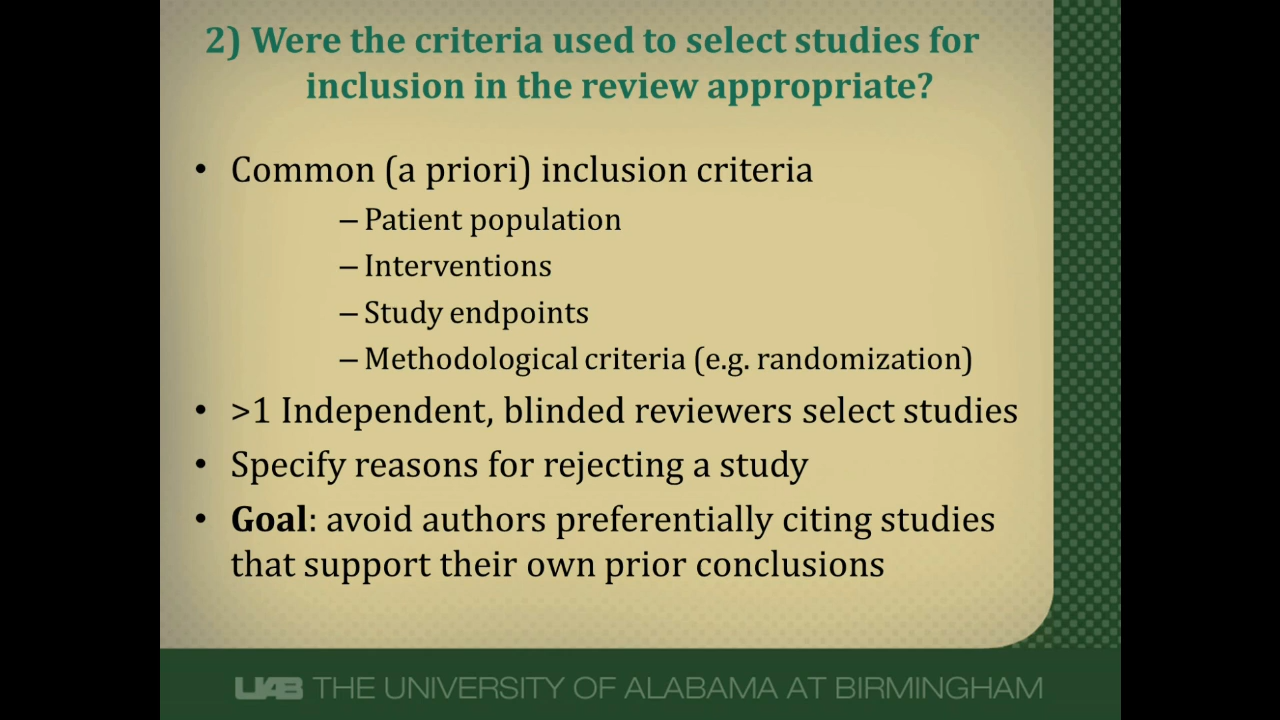 2) Were the criteria used to select studies for
inclusion in the review appropriate?
• Common (a priori) inclusion criteria
– Patient population
– Interventions
– Study endpoints
– Methodological criteria (e.g. randomization)
• >1 Independent, blinded reviewers select studies
• Specify reasons for rejecting a study
• Goal: avoid authors preferentially citing studies
that support their own prior conclusions
UAB THE UNIVERSITY OF ALABAMA AT BIRMINGHAM